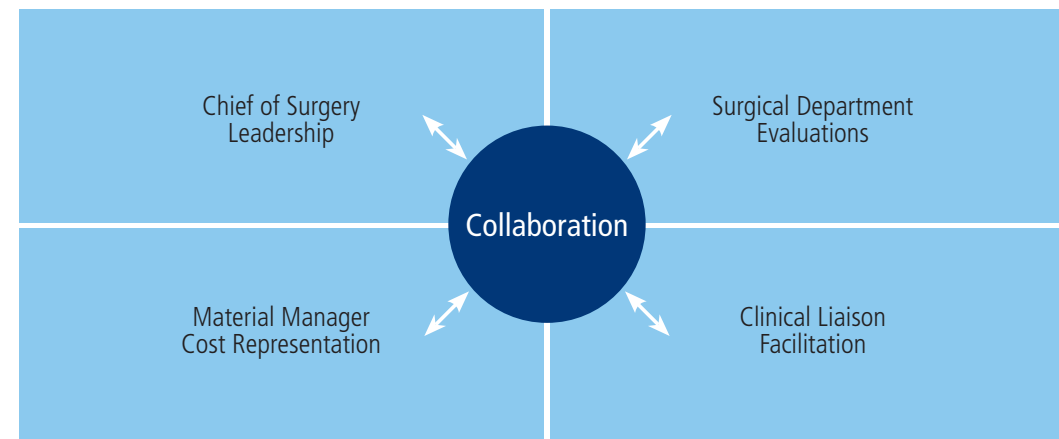 Chief of Surgery
Leadership
Surgical Department
Evaluations
Collaboration
Material Manager
Cost Representation
Clinical Liaison
Facilitation